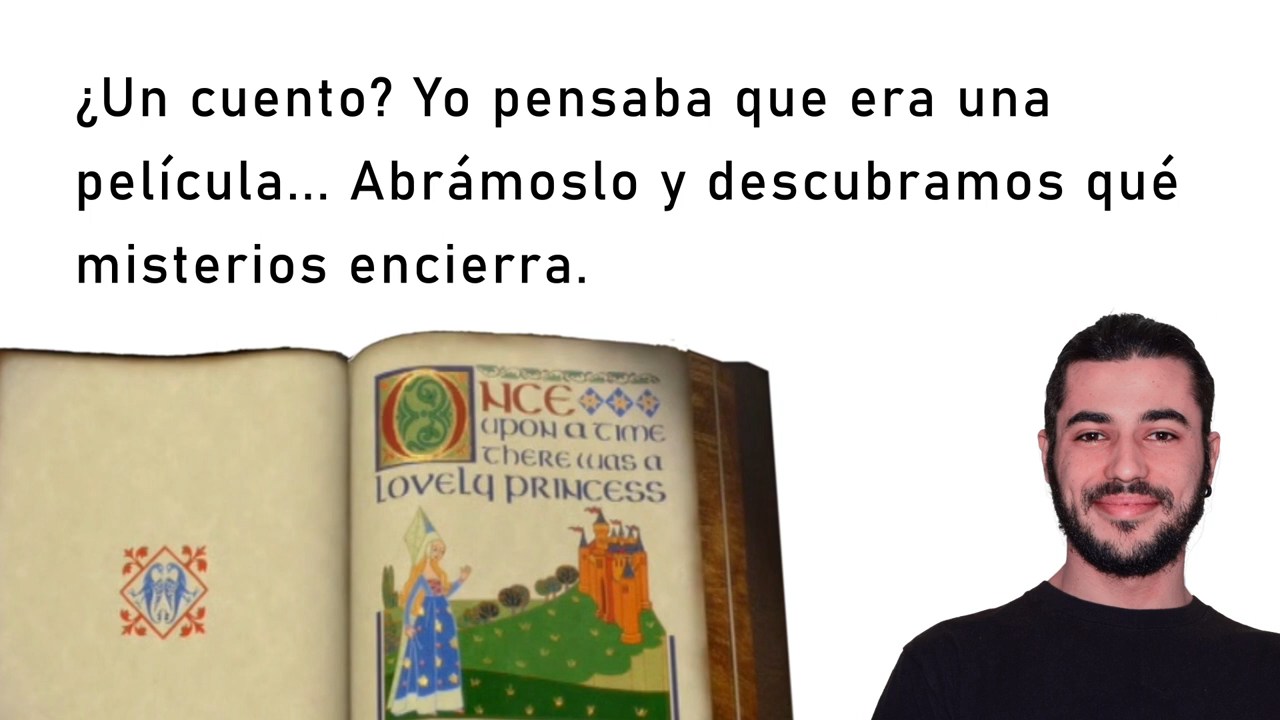 ¿Un cuento? Yo pensaba que era una
película... Abrámoslo y descubramos qué
misterios encierra.
ONCE
upon a time
there was a
lovely princess